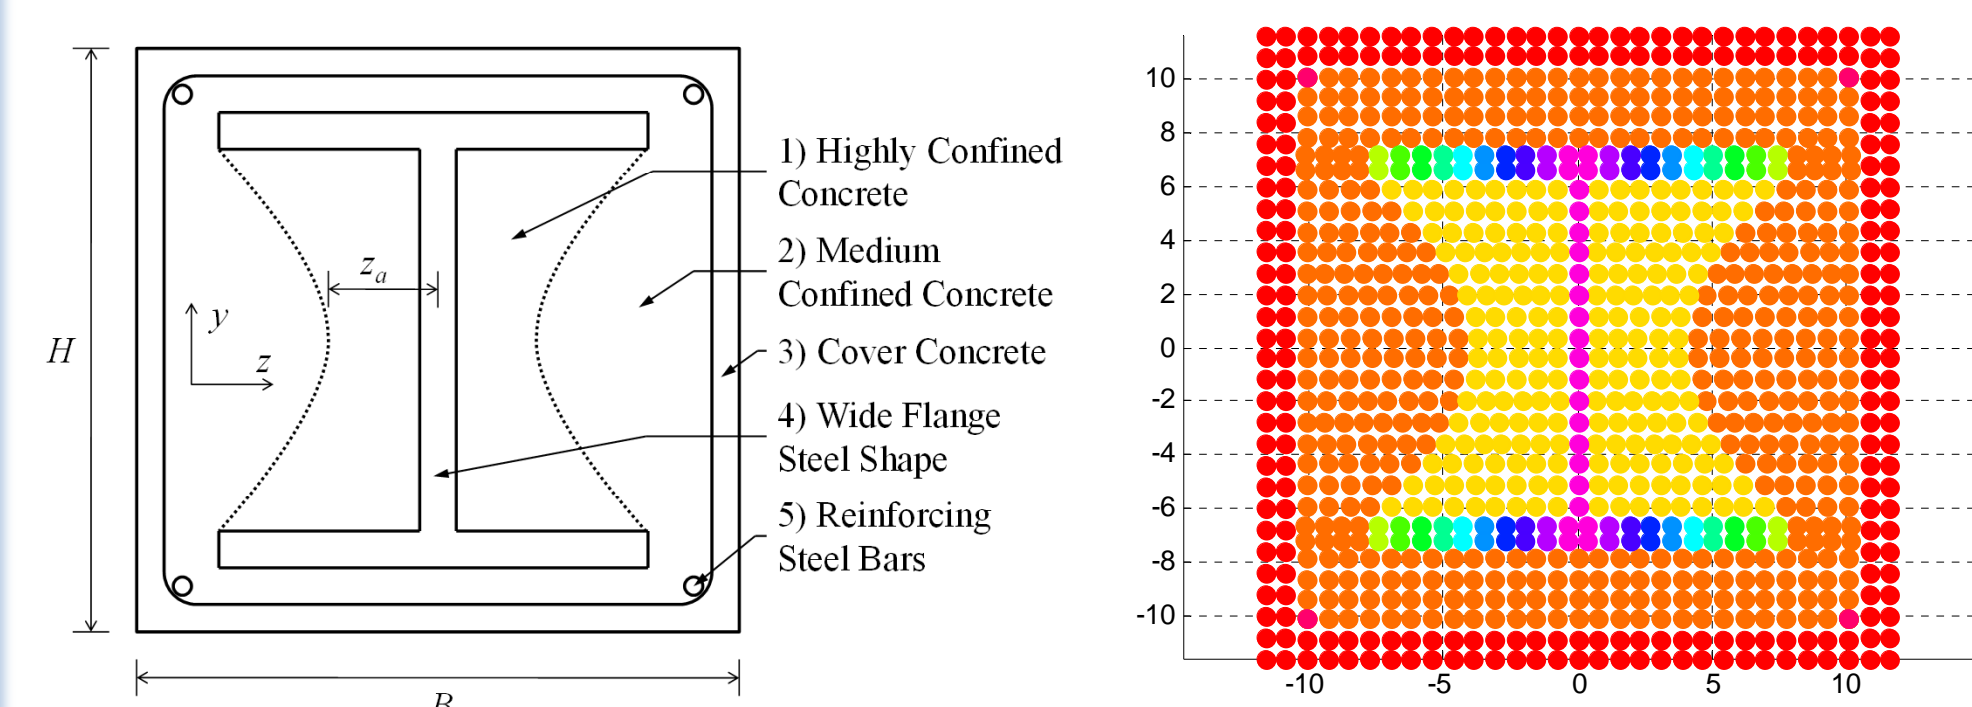 H
z_a
y
z
B
1) Highly Confined
Concrete
2) Medium
Confined Concrete
3) Cover Concrete
4) Wide Flange
Steel Shape
5) Reinforcing
Steel Bars
10
8
6
4
2
0
-2
-4
-6
-8
-10
-10 -5 0 5 10